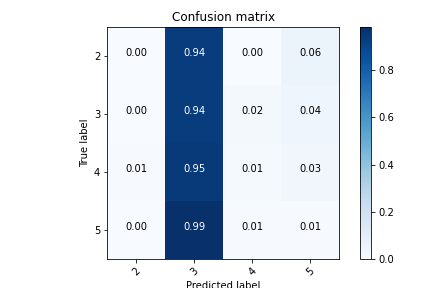 Confusion matrix
True label
2 0.00 0.94 0.00 0.06
3 0.00 0.94 0.02 0.04
4 0.01 0.95 0.01 0.03
5 0.00 0.99 0.01 0.01
2 3 4 5
Predicted label
0.8
0.6
0.4
0.2
0.0